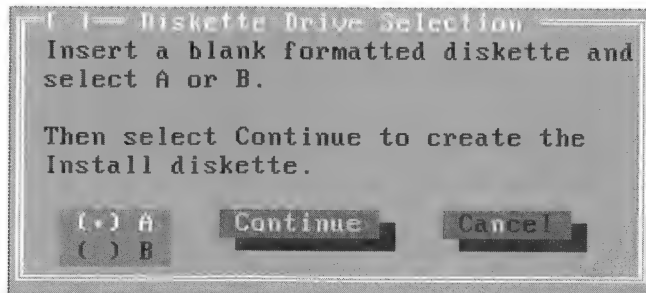 [ ] Diskette Drive Selection
Insert a blank formatted diskette and
select A or B.
Then select Continue to create the
Install diskette.
(•) A Continue Cancel
( ) B